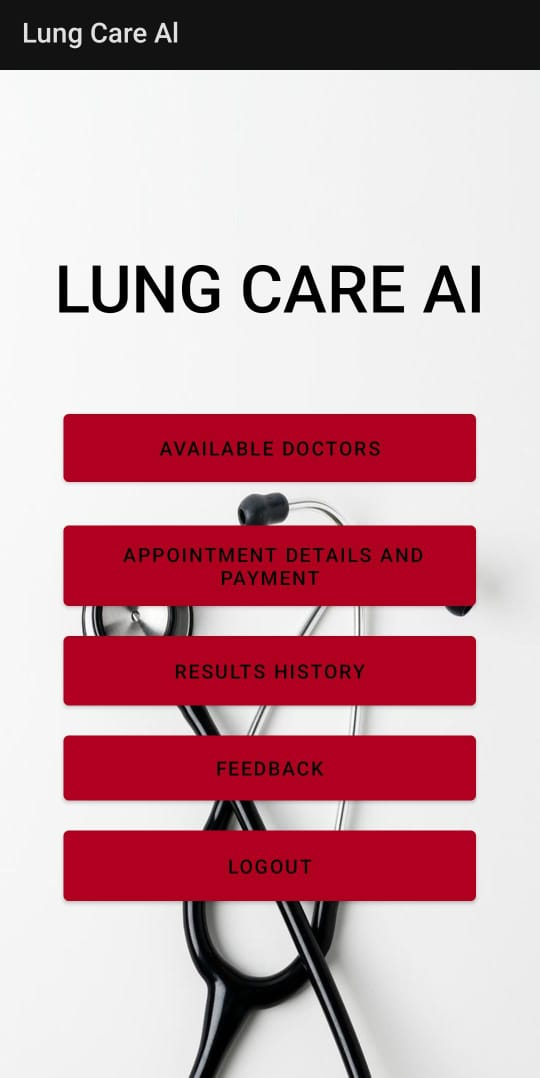 Lung Care AI
LUNG CARE AI
AVAILABLE DOCTORS
APPOINTMENT DETAILS AND
PAYMENT
RESULTS HISTORY
FEEDBACK
LOGOUT